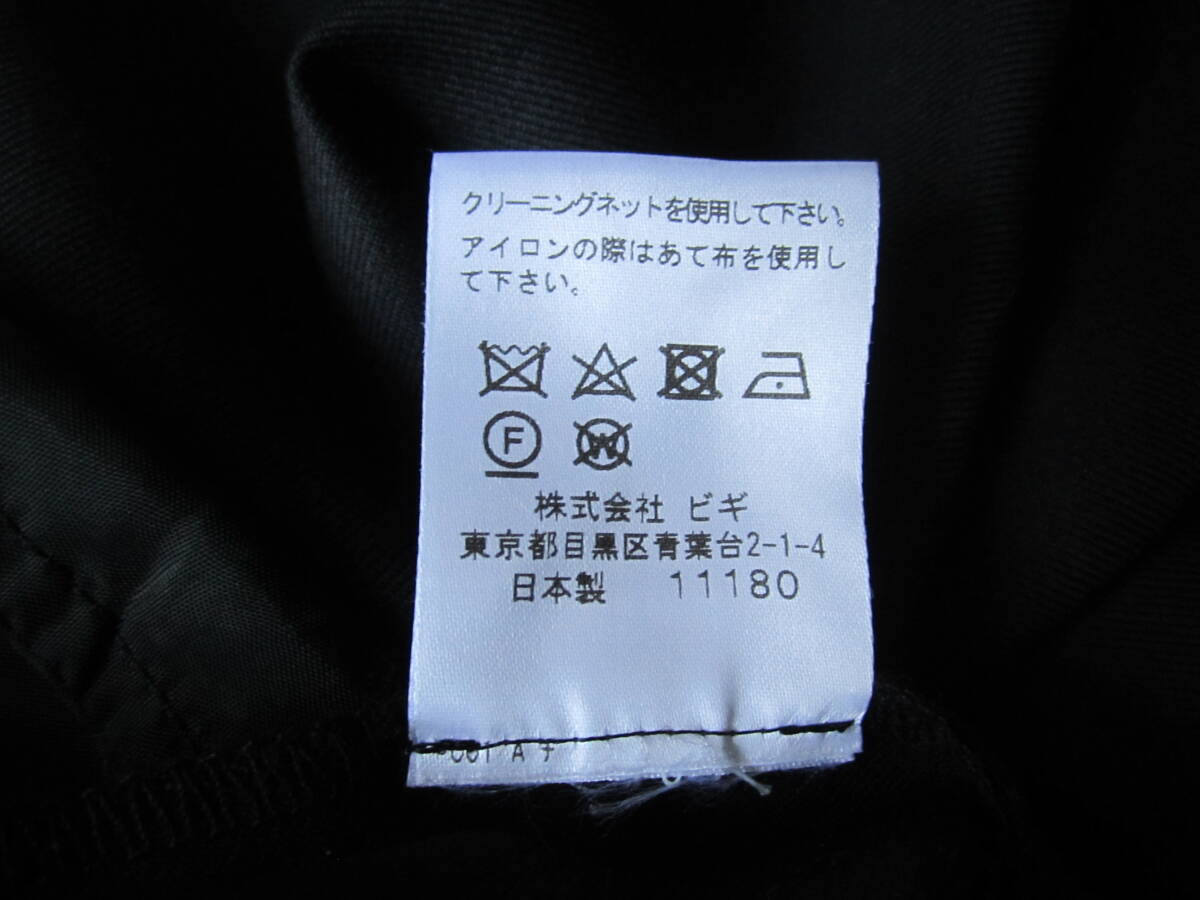 クリーニングネットを使用して下さい。
アイロンの際はあて布を使用し
て下さい。
F
W
株式会社 ビギ
東京都目黒区青葉台2-1-4
日本製 11180